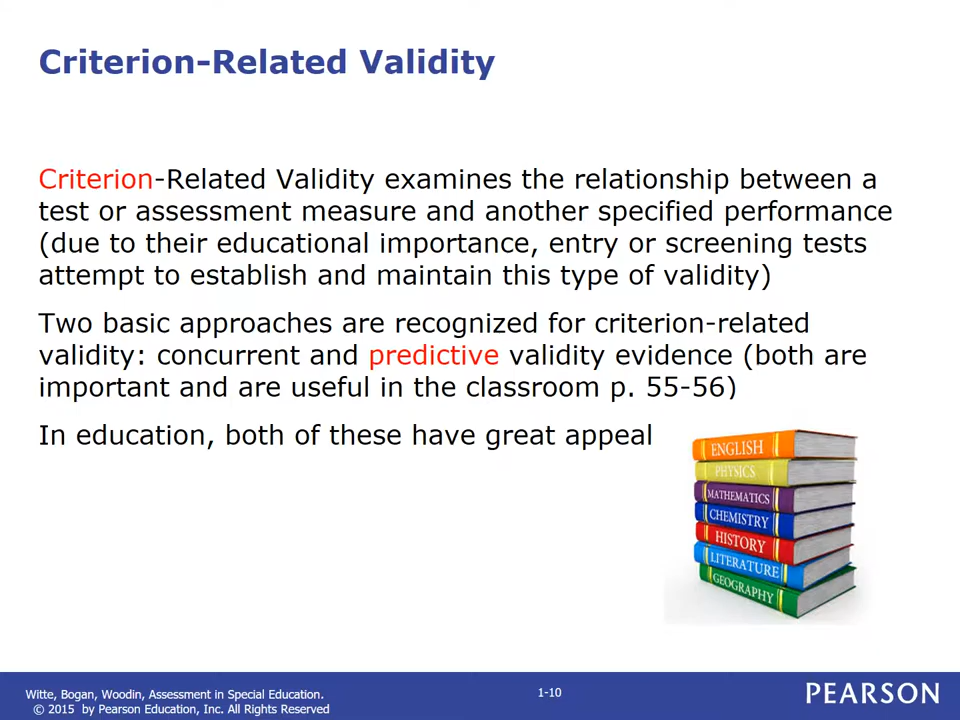 Criterion-Related Validity
Criterion-Related Validity examines the relationship between a
test or assessment measure and another specified performance
(due to their educational importance, entry or screening tests
attempt to establish and maintain this type of validity)
Two basic approaches are recognized for criterion-related
validity: concurrent and predictive validity evidence (both are
important and are useful in the classroom p. 55-56)
In education, both of these have great appeal
ENGLISH
PHYSICS
MATHEMATICS
CHEMISTRY
HISTORY
LITERATURE
GEOGRAPHY
Witte, Bogan, Woodin, Assessment in Special Education.
© 2015 by Pearson Education, Inc. All Rights Reserved
1-10
PEARSON